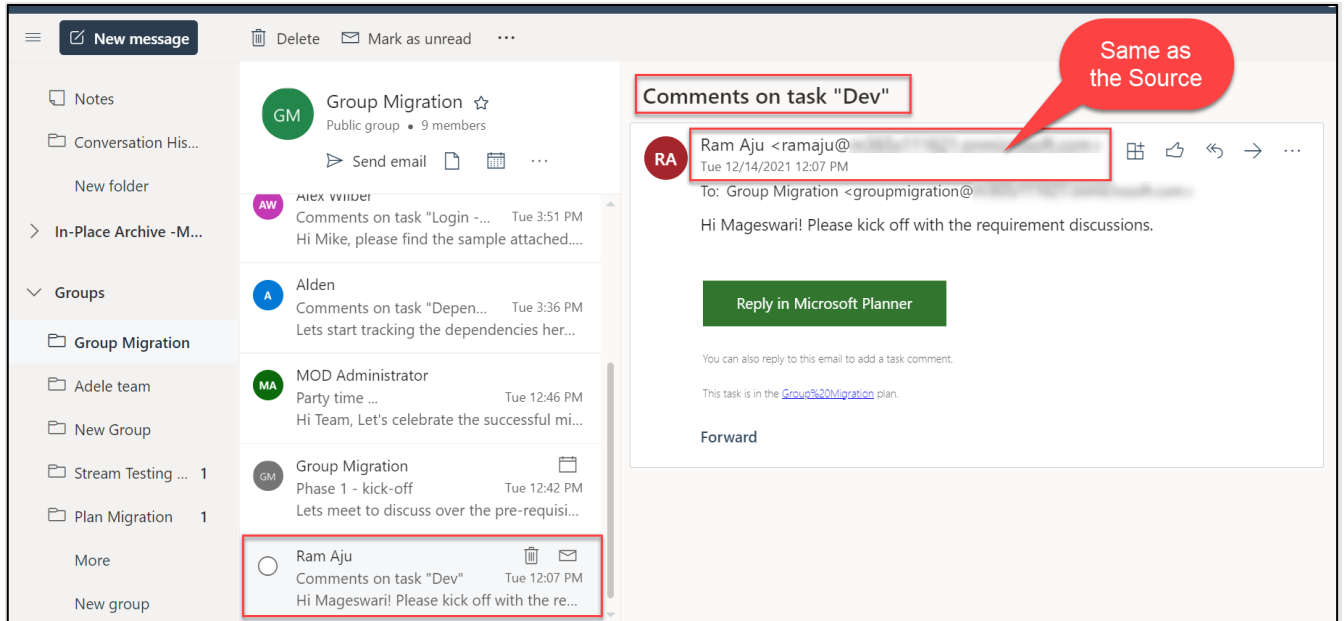 New message
Delete
Mark as unread
Notes
Conversation His...
New folder
In-Place Archive -M...
Groups
Group Migration
Adele team
New Group
Stream Testing ... 1
Plan Migration 1
More
New group
GM
Group Migration
Public group • 9 members
Send email
AW
Alex Wilber
Comments on task "Login -... Tue 3:51 PM
Hi Mike, please find the sample attached....
A
Alden
Comments on task "Depen... Tue 3:36 PM
Lets start tracking the dependencies her...
MA
MOD Administrator
Party time ... Tue 12:46 PM
Hi Team, Let's celebrate the successful mi...
GM
Group Migration
Phase 1 - kick-off Tue 12:42 PM
Lets meet to discuss over the pre-requisi...
Ram Aju
Comments on task "Dev" Tue 12:07 PM
Hi Mageswari! Please kick off with the re...
Same as
the Source
Comments on task "Dev"
RA
Ram Aju <ramaju@
Tue 12/14/2021 12:07 PM
To: Group Migration <groupmigration@
Hi Mageswari! Please kick off with the requirement discussions.
Reply in Microsoft Planner
You can also reply to this email to add a task comment.
This task is in the Group%20Migration plan.
Forward